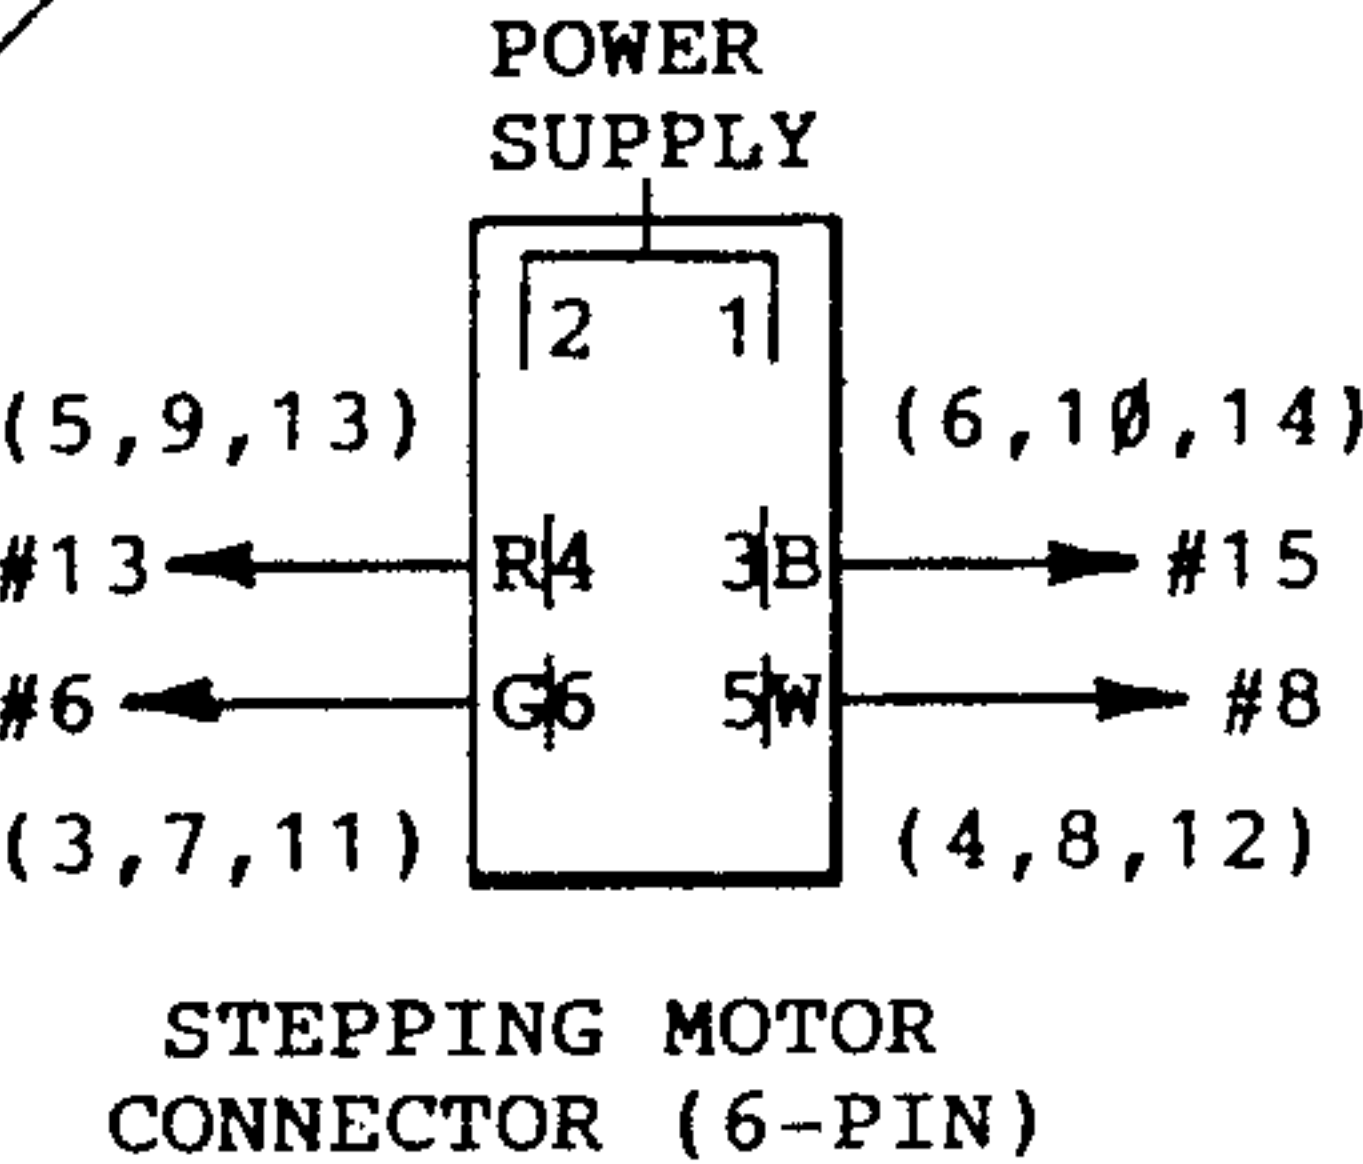 POWER
SUPPLY
2 1
(5,9,13) (6,10,14)
#13 R 4 3 B #15
#6 G 6 5 W #8
(3,7,11) (4,8,12)
STEPPING MOTOR
CONNECTOR (6-PIN)